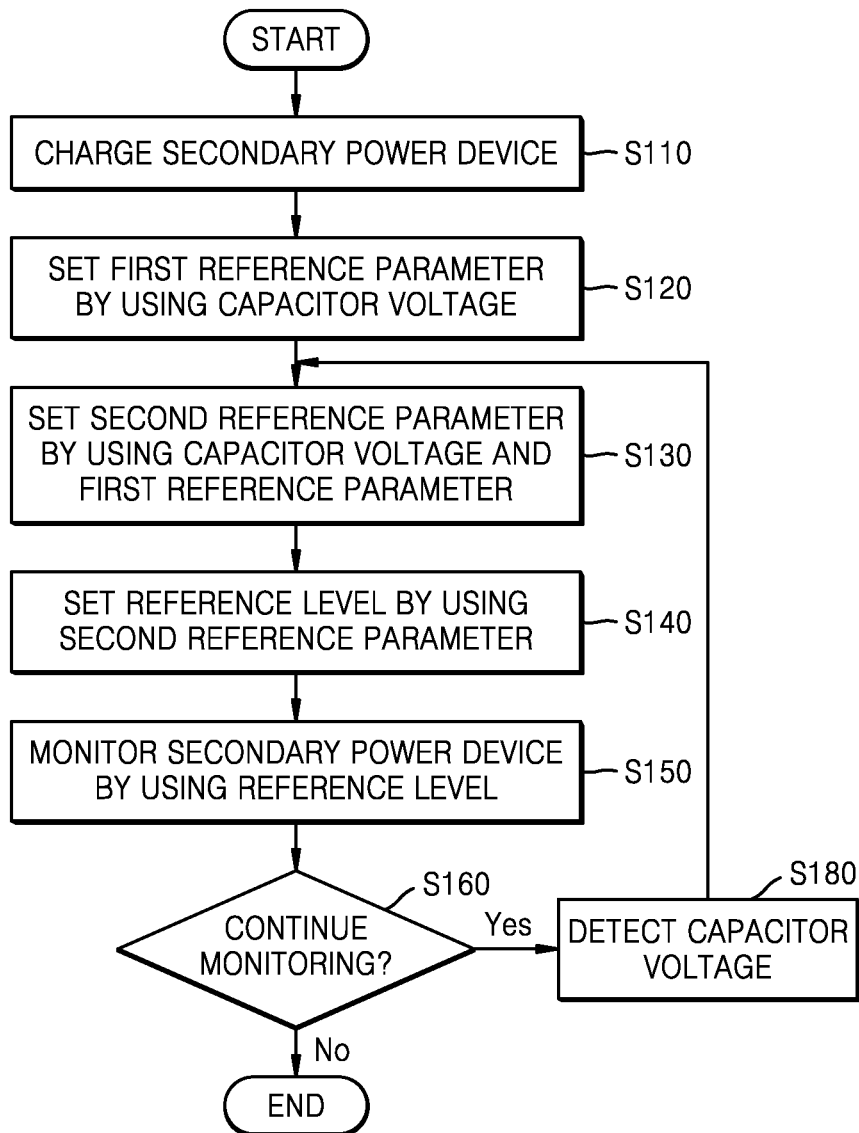 START
CHARGE SECONDARY POWER DEVICE
S110
SET FIRST REFERENCE PARAMETER
BY USING CAPACITOR VOLTAGE
S120
SET SECOND REFERENCE PARAMETER
BY USING CAPACITOR VOLTAGE AND
FIRST REFERENCE PARAMETER
S130
SET REFERENCE LEVEL BY USING
SECOND REFERENCE PARAMETER
S140
MONITOR SECONDARY POWER DEVICE
BY USING REFERENCE LEVEL
S150
CONTINUE
MONITORING?
S160
Yes
DETECT CAPACITOR
VOLTAGE
S180
No
END